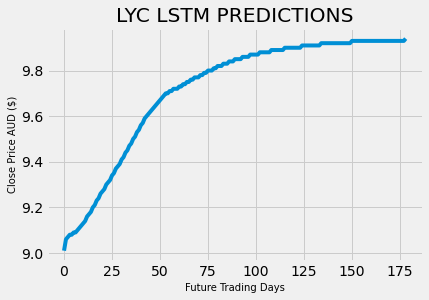 LYC LSTM PREDICTIONS
Close Price AUD ($)
9.8
9.6
9.4
9.2
9.0
0 25 50 75 100 125 150 175
Future Trading Days